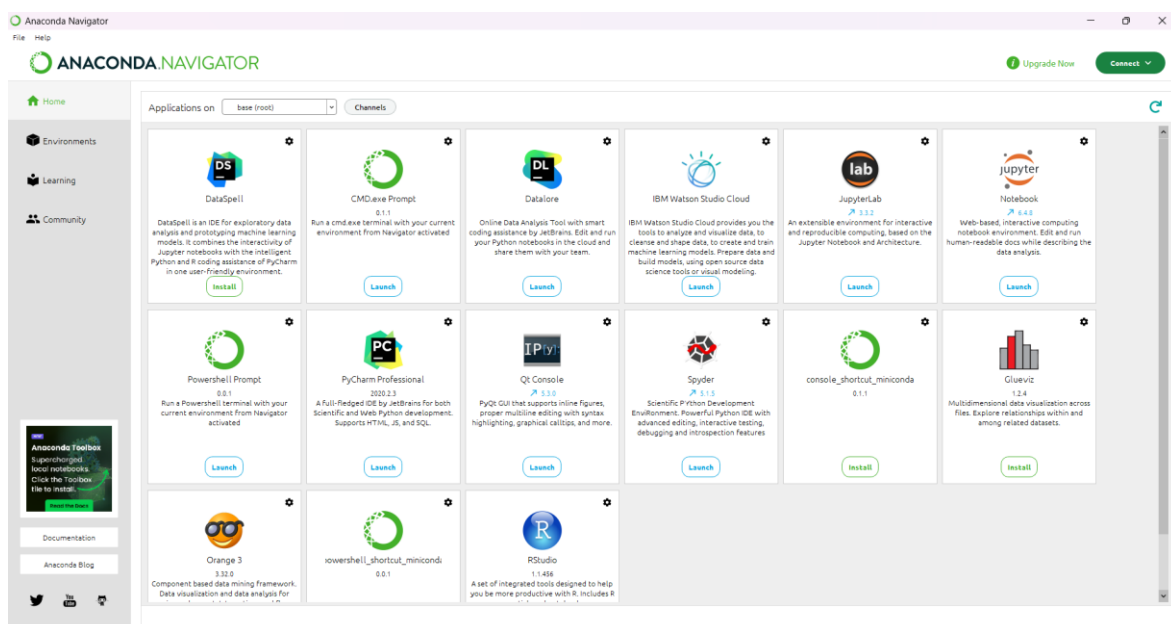 Anaconda Navigator
File Help
ANACONDA.NAVIGATOR
Upgrade Now
Connect
Home
Environments
Learning
Community
Applications on
base (root)
Channels
DS
DataSpell
DataSpell is an IDE for exploratory data
analysis and prototyping machine learning
models. It combines the interactivity of
Jupyter notebooks with the intelligent
Python and R coding assistance of PyCharm
in one user-friendly environment.
Install
CMD.exe Prompt
0.1.1
Run a cmd.exe terminal with your current
environment from Navigator activated
Launch
DL
Datalore
Online Data Analysis Tool with smart
coding assistance by JetBrains. Edit and run
your Python notebooks in the cloud and
share them with your team.
Launch
IBM Watson Studio Cloud
IBM Watson Studio Cloud provides you the
tools to analyze and visualize data, to
cleanse and shape data, to create and train
machine learning models. Prepare data and
build models, using open source data
science tools or visual modeling.
Launch
lab
JupyterLab
3.3.2
An extensible environment for interactive
and reproducible computing, based on the
Jupyter Notebook and Architecture.
Launch
jupyter
Notebook
6.4.8
Web-based, interactive computing
notebook environment. Edit and run
human-readable docs while describing the
data analysis.
Launch
Powershell Prompt
0.0.1
Run a Powershell terminal with your
current environment from Navigator
activated
Launch
PC
PyCharm Professional
2020.2.3
A full-fledged IDE by JetBrains for both
Scientific and Web Python development.
Supports HTML, JS, and SQL.
Launch
IP[y]:
Qt Console
5.3.0
PyQt GUI that supports inline figures,
proper multiline editing with syntax
highlighting, graphical calltips, and more.
Launch
Spyder
5.1.5
Scientific PYthon Development
EnviRonment. Powerful Python IDE with
advanced editing, interactive testing,
debugging and introspection features
Launch
console_shortcut_miniconda
0.1.1
Install
Glueviz
1.2.4
Multidimensional data visualization across
files. Explore relationships within and
among related datasets.
Install
Orange 3
3.32.0
Component based data mining framework.
Data visualization and data analysis for
owershell_shortcut_minicond
0.0.1
R
RStudio
1.1.456
A set of integrated tools designed to help
you be more productive with R. Includes R
NEW
Anaconda Toolbox
Supercharged
local notebooks.
Click the Toolbox
tile to install.
Read the Docs
Documentation
Anaconda Blog
You
Tube